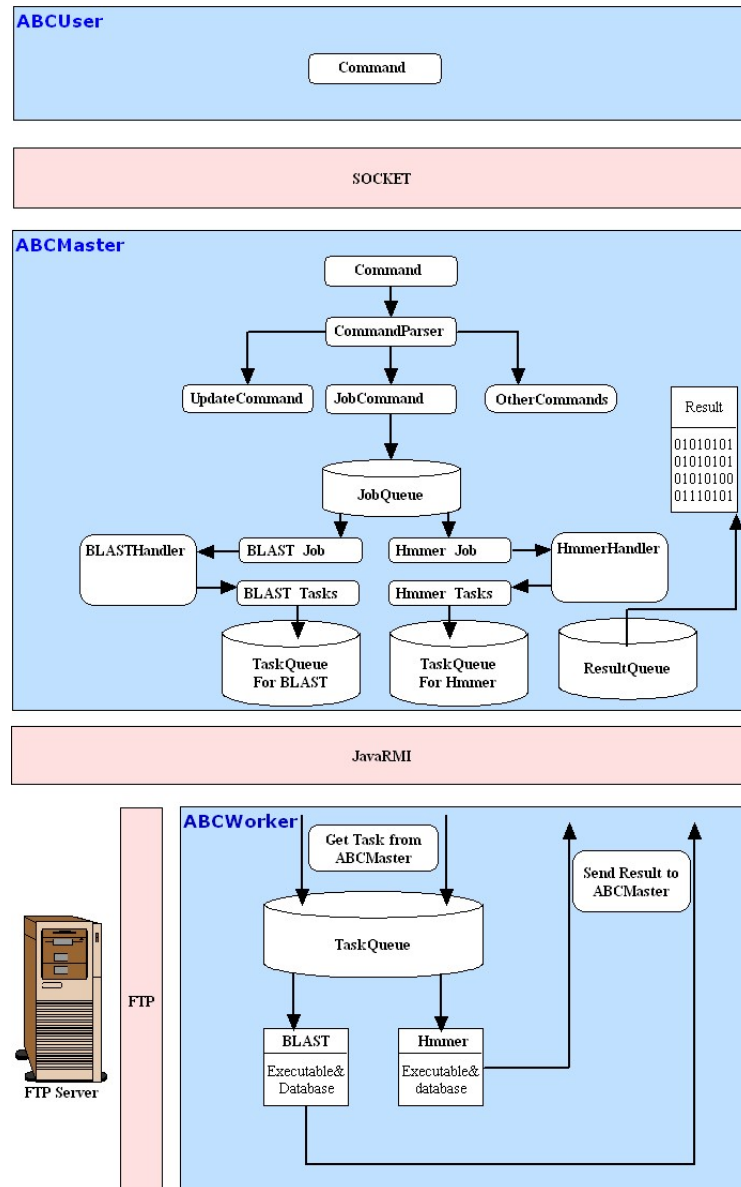 ABCUser
Command
SOCKET
ABCMaster
Command
CommandParser
UpdateCommand
JobCommand
OtherCommands
Result
01010101
01010101
01010100
01110101
JobQueue
BLASTHandler
BLAST Job
Hmmer Job
HmmerHandler
BLAST Tasks
Hmmer Tasks
TaskQueue
For BLAST
TaskQueue
For Hmmer
ResultQueue
JavaRMI
FTP Server
FTP
ABCWorker
Get Task from
ABCMaster
Send Result to
ABCMaster
TaskQueue
BLAST
Executable&
Database
Hmmer
Executable&
database